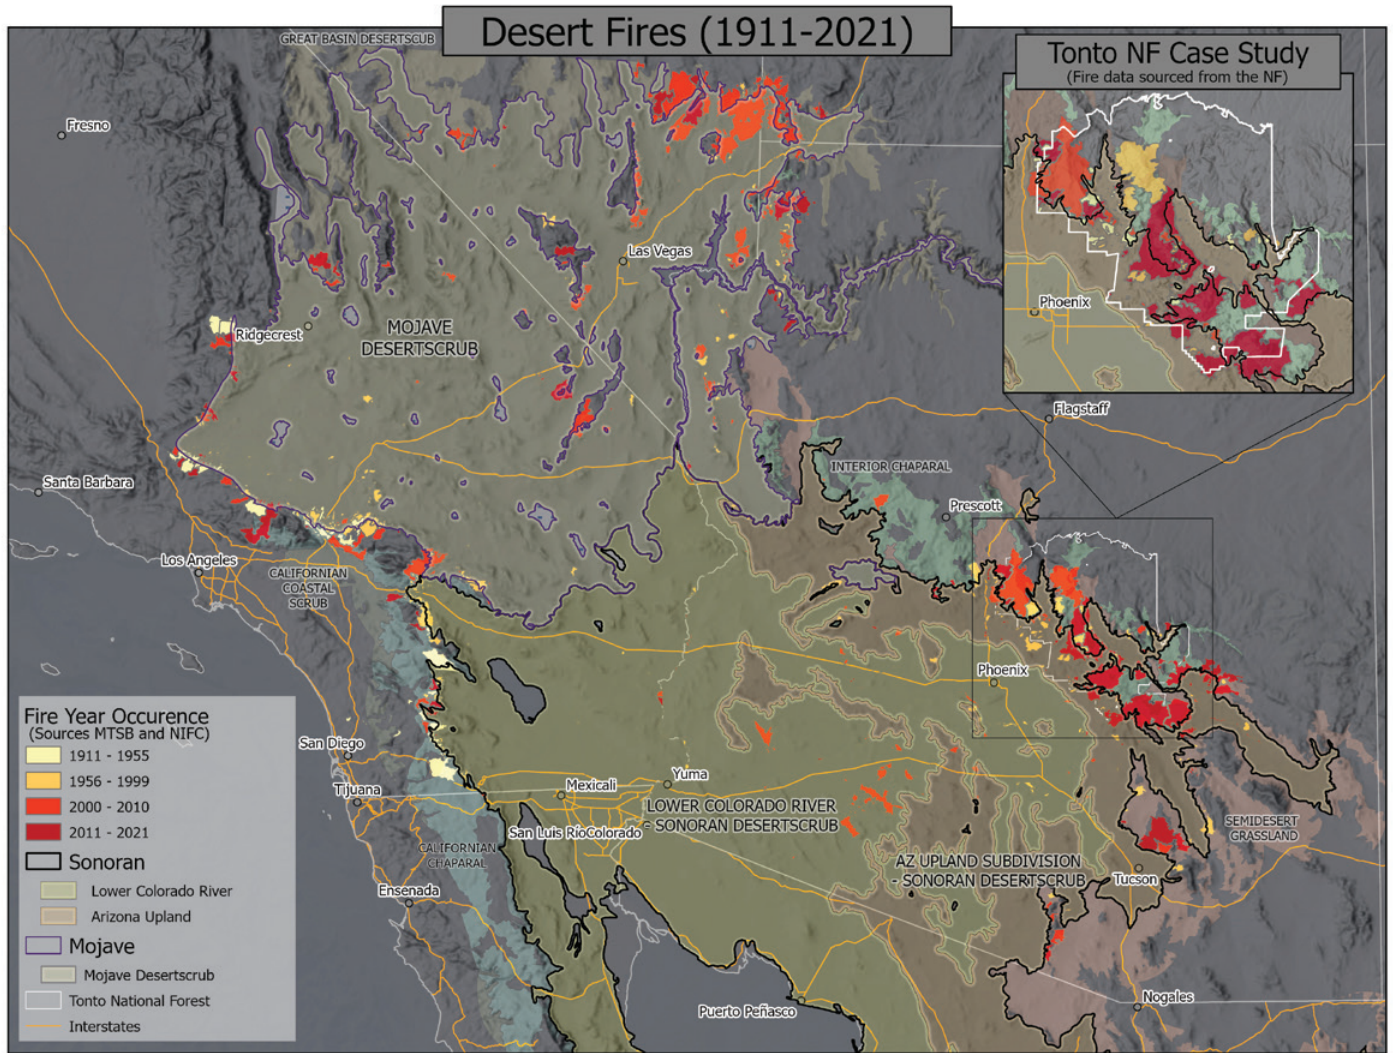 Desert Fires (1911-2021)
GREAT BASIN DESERTSCUB
Tonto NF Case Study
(Fire data sourced from the NF)
Phoenix
Fresno
Las Vegas
Ridgecrest
MOJAVE
DESERTSCRUB
Flagstaff
INTERIOR CHAPARAL
Santa Barbara
Prescott
Los Angeles
CALIFORNIAN
COASTAL
SCRUB
Phoenix
San Diego
Tijuana
Mexicali
Yuma
LOWER COLORADO RIVER
- SONORAN DESERTSCRUB
San Luis RíoColorado
SEMIDESERT
GRASSLAND
CALIFORNIAN
CHAPARAL
AZ UPLAND SUBDIVISION
- SONORAN DESERTSCRUB
Tucson
Ensenada
Puerto Peñasco
Nogales
Fire Year Occurence
(Sources MTSB and NIFC)
1911 - 1955
1956 - 1999
2000 - 2010
2011 - 2021
Sonoran
Lower Colorado River
Arizona Upland
Mojave
Mojave Desertscrub
Tonto National Forest
Interstates